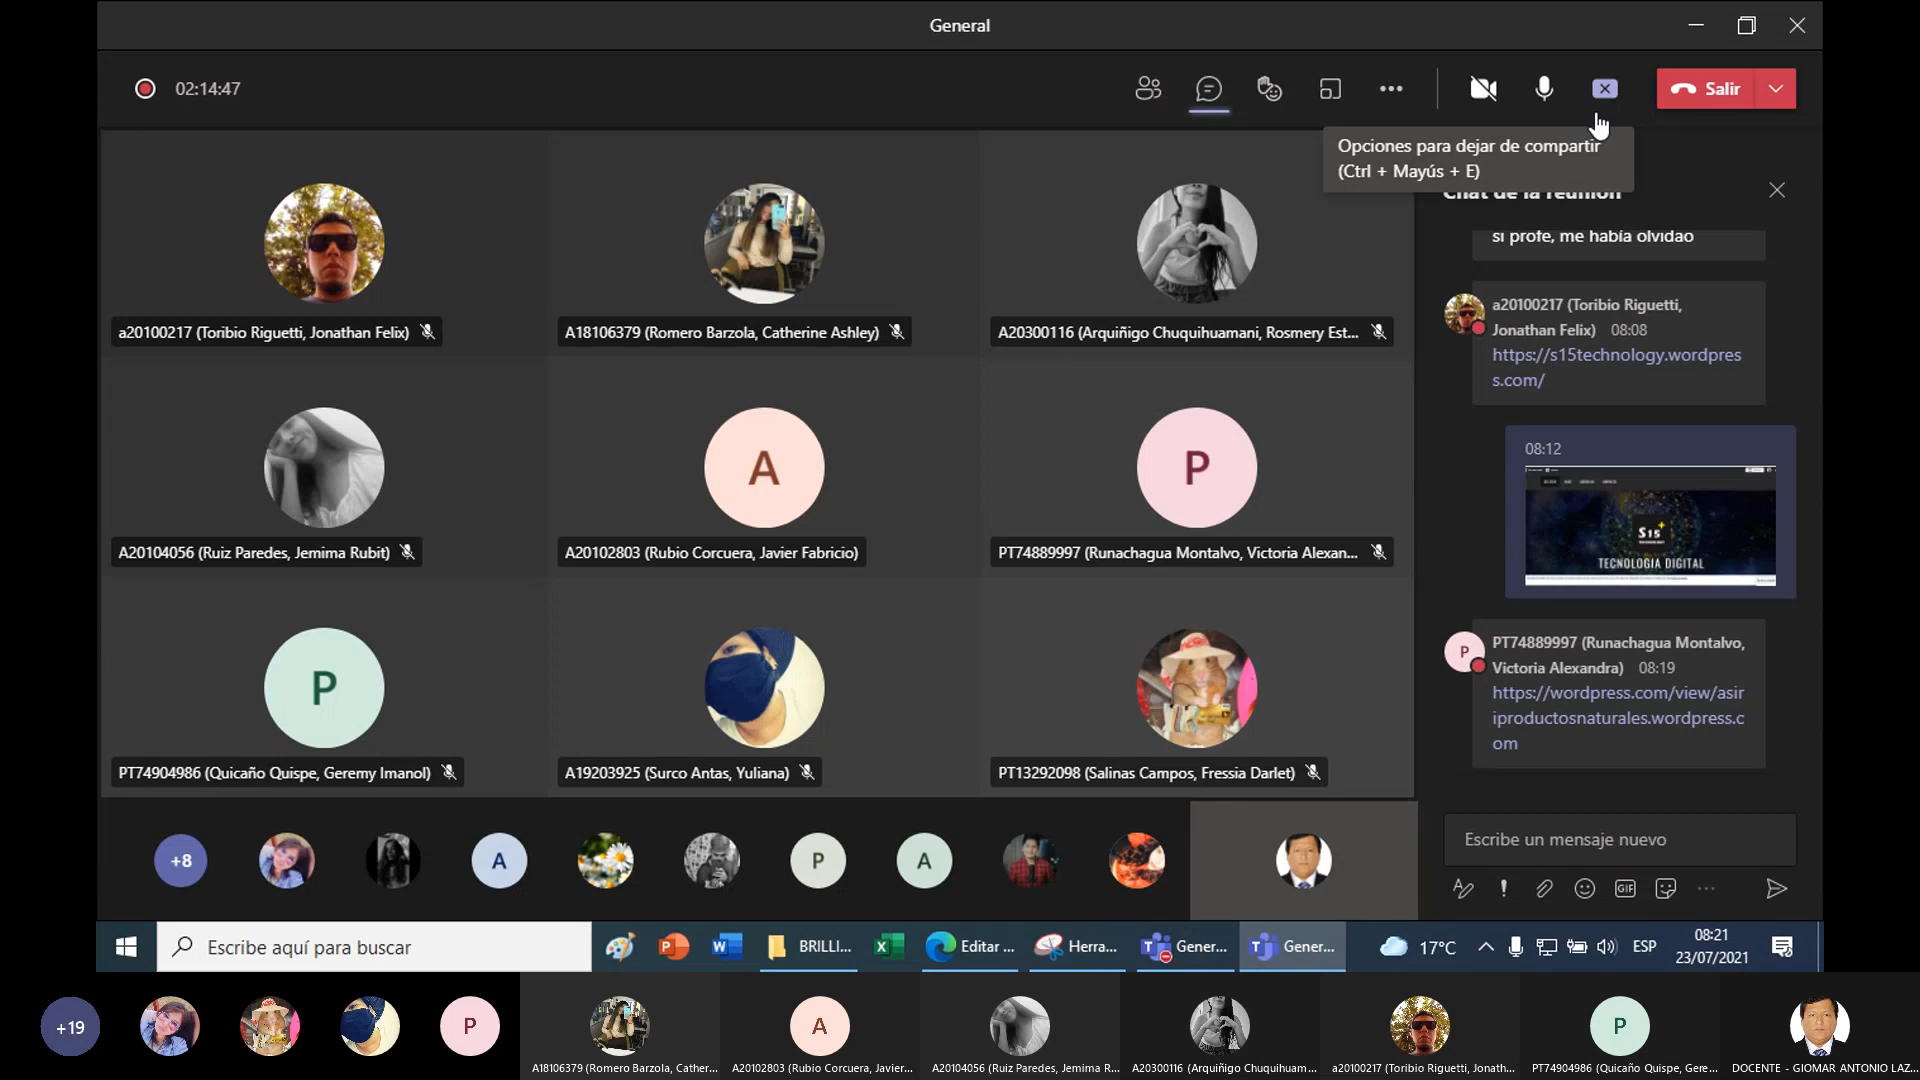 General
02:14:47
Salir
Opciones para dejar de compartir
(Ctrl + Mayús + E)
Chat de la reunión
si profe, me había olvidao
a20100217 (Toribio Riguetti,
Jonathan Felix) 08:08
https://s15technology.wordpres
s.com/
08:12
S15
TECNOLOGIA DIGITAL
PT74889997 (Runachagua Montalvo,
Victoria Alexandra) 08:19
https://wordpress.com/view/asir
iproductosnaturales.wordpress.c
om
Escribe un mensaje nuevo
GIF
a20100217 (Toribio Riguetti, Jonathan Felix)
A18106379 (Romero Barzola, Catherine Ashley)
A20300116 (Arquiñigo Chuquihuamani, Rosmery Est...
A
P
A20104056 (Ruiz Paredes, Jemima Rubit)
A20102803 (Rubio Corcuera, Javier Fabricio)
PT74889997 (Runachagua Montalvo, Victoria Alexan...
P
PT74904986 (Quicaño Quispe, Geremy Imanol)
A19203925 (Surco Antas, Yuliana)
PT13292098 (Salinas Campos, Fressia Darlet)
+8
A
P
A
P
Escribe aquí para buscar
BRILLI...
Editar ...
Herra...
Gener...
Gener...
17°C
ESP
08:21
23/07/2021
+19
P
A
P
A18106379 (Romero Barzola, Cather...
A20102803 (Rubio Corcuera, Javier...
A20104056 (Ruiz Paredes, Jemima R...
A20300116 (Arquiñigo Chuquihuam...
a20100217 (Toribio Riguetti, Jonath...
PT74904986 (Quicaño Quispe, Gere...
DOCENTE - GIOMAR ANTONIO LAZ...